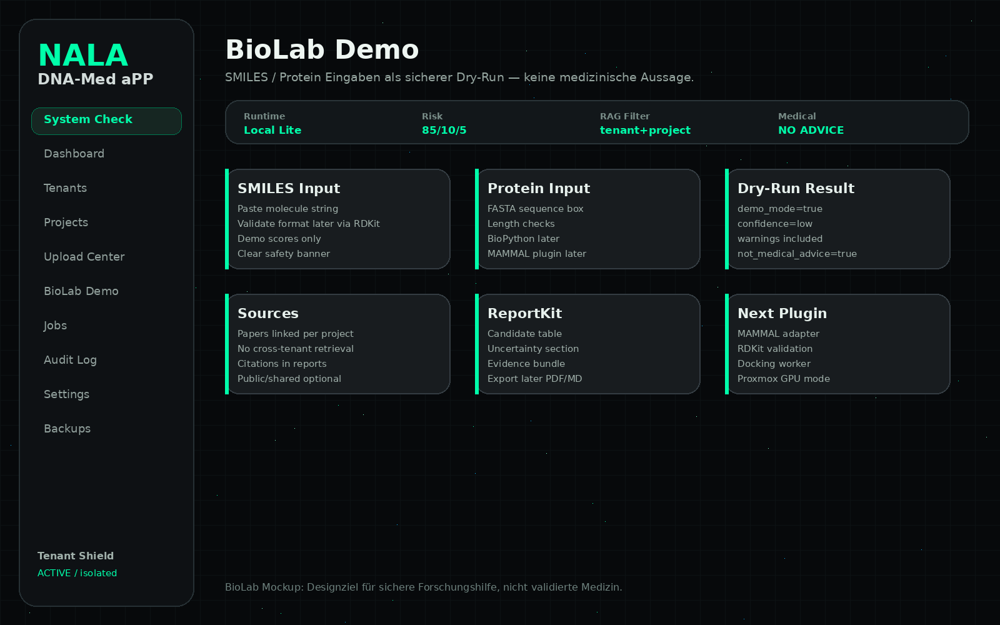 NALA
DNA-Med aPP
System Check
Dashboard
Tenants
Projects
Upload Center
BioLab Demo
Jobs
Audit Log
Settings
Backups
Tenant Shield
ACTIVE / isolated
BioLab Demo
SMILES / Protein Eingaben als sicherer Dry-Run — keine medizinische Aussage.
Runtime
Local Lite
Risk
85/10/5
RAG Filter
tenant+project
Medical
NO ADVICE
SMILES Input
Paste molecule string
Validate format later via RDKit
Demo scores only
Clear safety banner
Protein Input
FASTA sequence box
Length checks
BioPython later
MAMMAL plugin later
Dry-Run Result
demo_mode=true
confidence=low
warnings included
not_medical_advice=true
Sources
Papers linked per project
No cross-tenant retrieval
Citations in reports
Public/shared optional
ReportKit
Candidate table
Uncertainty section
Evidence bundle
Export later PDF/MD
Next Plugin
MAMMAL adapter
RDKit validation
Docking worker
Proxmox GPU mode
BioLab Mockup: Designziel für sichere Forschungshilfe, nicht validierte Medizin.